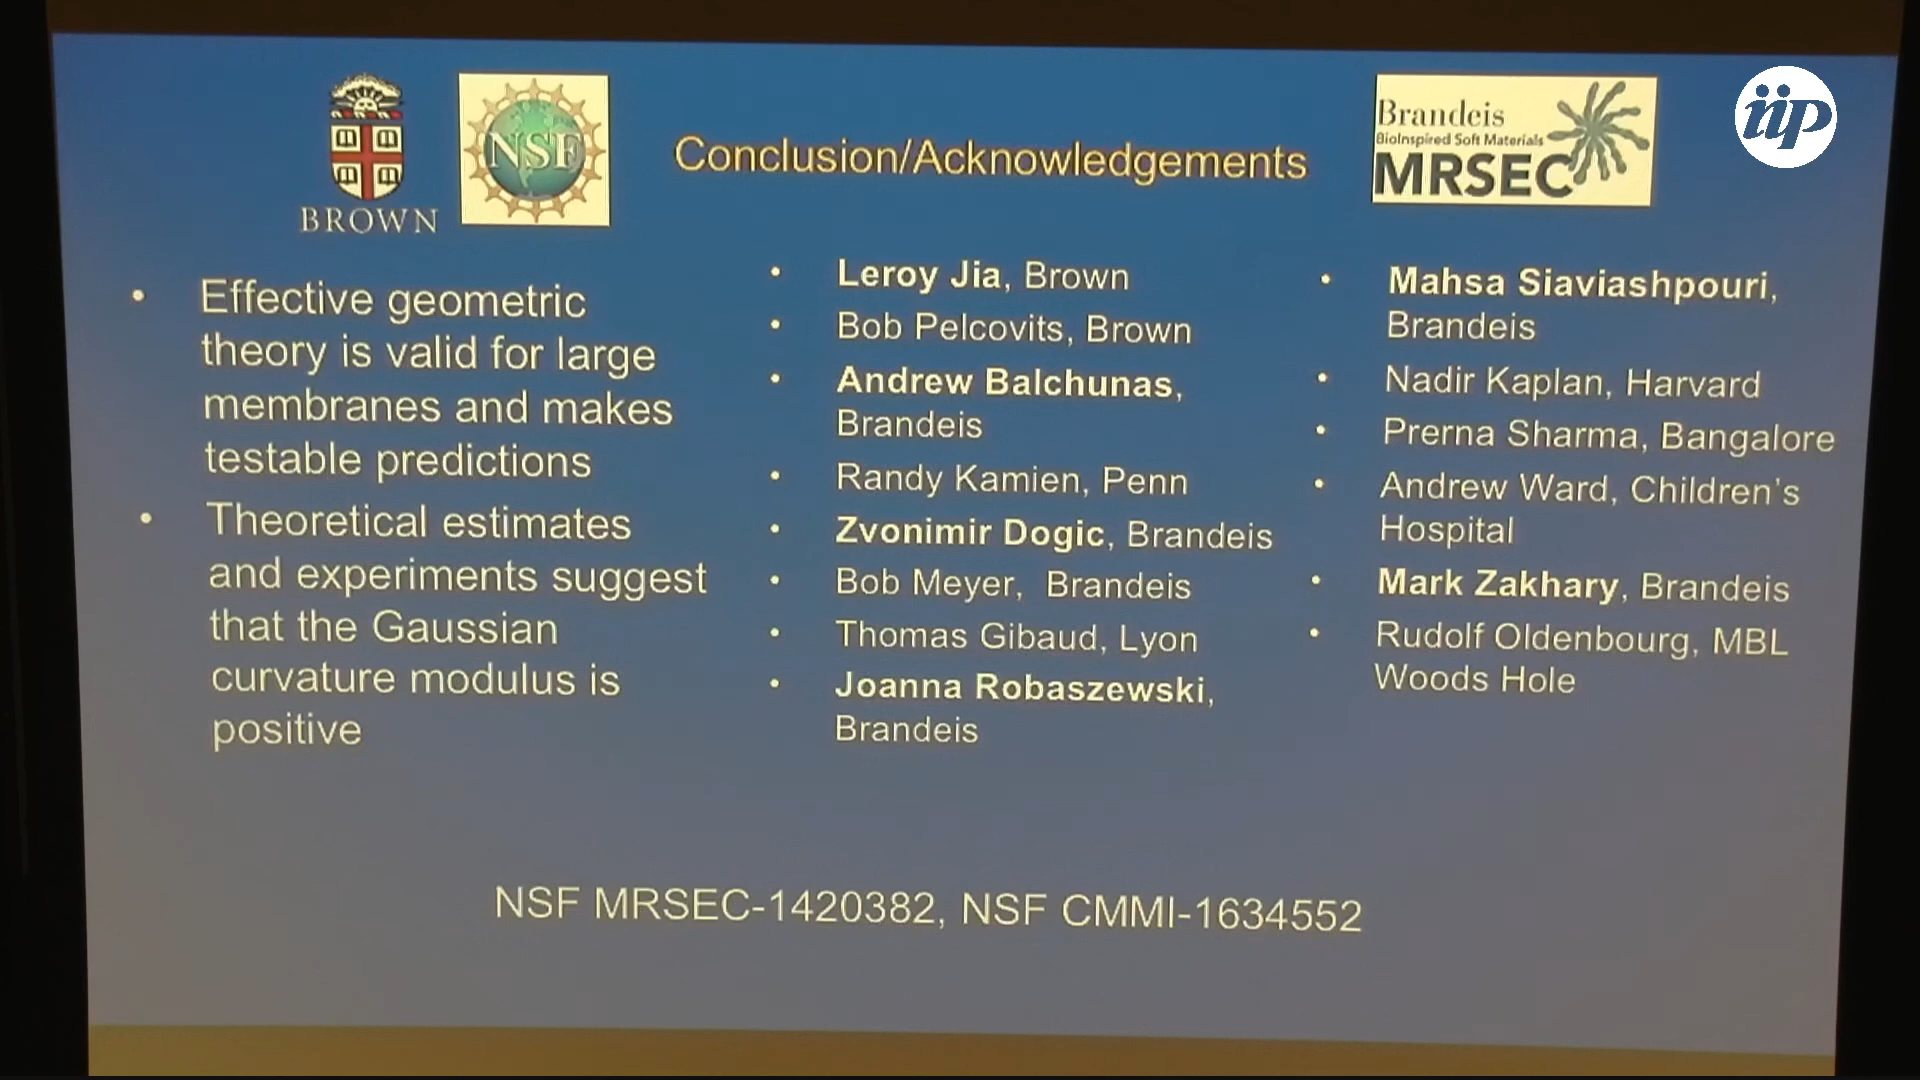 BROWN
NSF
Conclusion/Acknowledgements
Brandeis
BioInspired Soft Materials
MRSEC
iip
• Effective geometric
theory is valid for large
membranes and makes
testable predictions
• Theoretical estimates
and experiments suggest
that the Gaussian
curvature modulus is
positive
• Leroy Jia, Brown
• Bob Pelcovits, Brown
• Andrew Balchunas,
Brandeis
• Randy Kamien, Penn
• Zvonimir Dogic, Brandeis
• Bob Meyer, Brandeis
• Thomas Gibaud, Lyon
• Joanna Robaszewski,
Brandeis
• Mahsa Siaviashpouri,
Brandeis
• Nadir Kaplan, Harvard
• Prerna Sharma, Bangalore
• Andrew Ward, Children's
Hospital
• Mark Zakhary, Brandeis
• Rudolf Oldenbourg, MBL
Woods Hole
NSF MRSEC-1420382, NSF CMMI-1634552